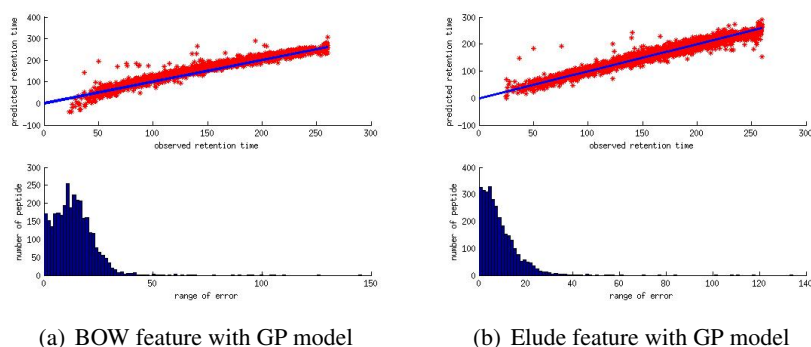 400
300
200
100
0
-100
0 50 100 150 200 250 300
predicted retention time
observed retention time
300
250
200
150
100
50
0
0 50 100 150
number of peptide
range of error
300
200
100
0
-100
0 50 100 150 200 250 300
predicted retention time
observed retention time
400
300
200
100
0
0 20 40 60 80 100 120 140
number of peptide
range of error
(a) BOW feature with GP model
(b) Elude feature with GP model